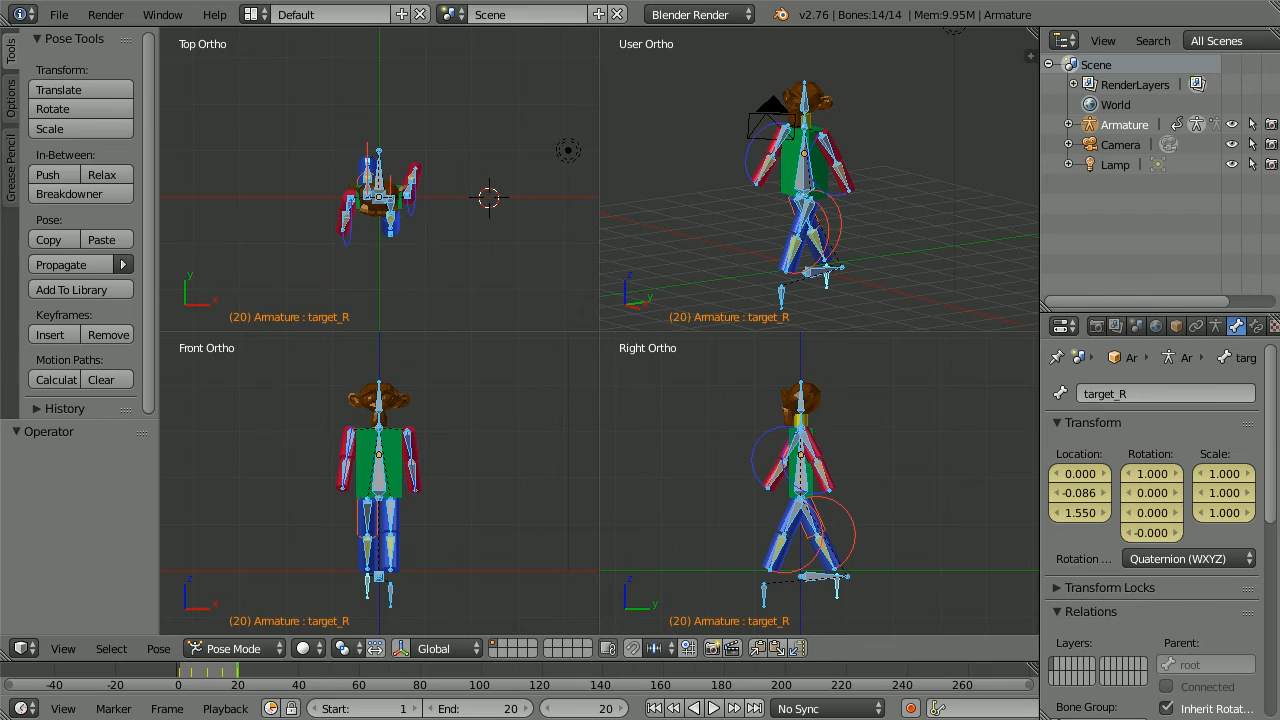 File Render Window Help Default Scene Blender Render v2.76 | Bones:14/14 | Mem:9.95M | Armature
Tools
Options
Grease Pencil
Pose Tools
Transform:
Translate
Rotate
Scale
In-Between:
Push Relax
Breakdowner
Pose:
Copy Paste
Propagate
Add To Library
Keyframes:
Insert Remove
Motion Paths:
Calculat Clear
History
Operator
Top Ortho
y
x
(20) Armature : target_R
User Ortho
z
y
x
(20) Armature : target_R
Front Ortho
z
x
(20) Armature : target_R
Right Ortho
z
y
(20) Armature : target_R
View Search All Scenes
Scene
RenderLayers
World
Armature
Camera
Lamp
Ar Ar targ
target_R
Transform
Location: Rotation: Scale:
0.000 1.000 1.000
-0.086 0.000 1.000
1.550 0.000 1.000
-0.000
Rotation ... Quaternion (WXYZ)
Transform Locks
Relations
Layers: Parent:
root
Connected
Bone Group: Inherit Rotat..
View Select Pose Pose Mode Global
-40 -20 0 20 40 60 80 100 120 140 160 180 200 220 240 260
View Marker Frame Playback Start: 1 End: 20 20 No Sync